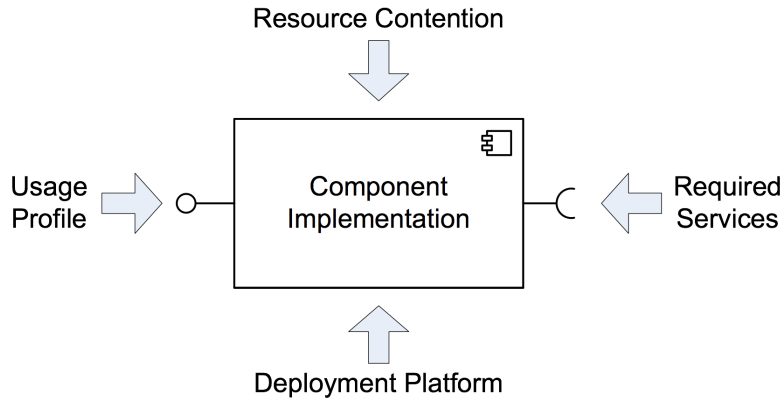 Resource Contention
Usage
Profile
Component
Implementation
Required
Services
Deployment Platform